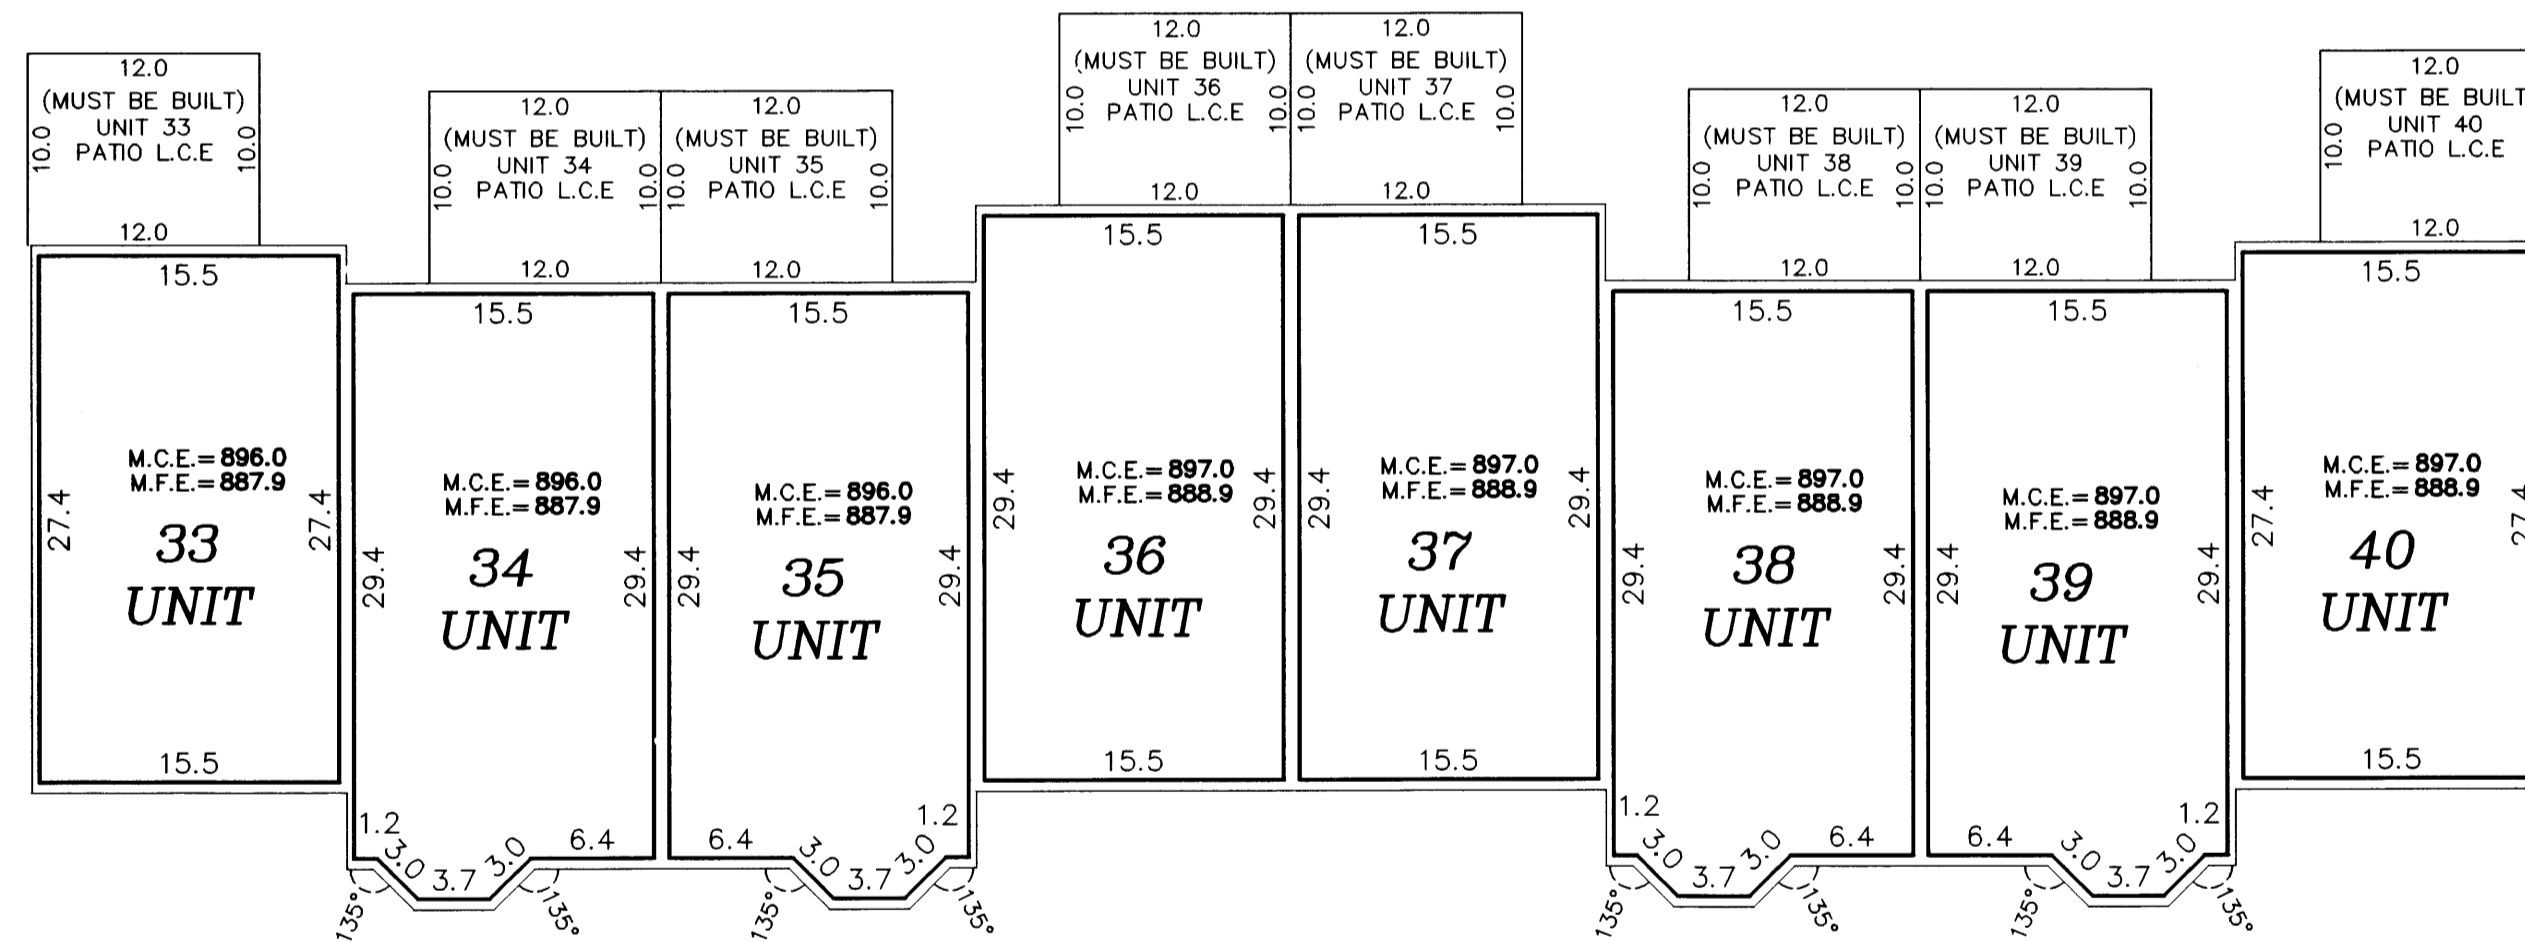 12.0
(MUST BE BUILT)
UNIT 33
PATIO L.C.E
10.0
10.0
12.0
15.5
M.C.E.= 896.0
M.F.E.= 887.9
27.4
27.4
33
UNIT
15.5
12.0
(MUST BE BUILT)
UNIT 34
PATIO L.C.E
10.0
10.0
12.0
15.5
M.C.E.= 896.0
M.F.E.= 887.9
29.4
29.4
34
UNIT
1.2
3.0
3.7
3.0
6.4
135°
135°
12.0
(MUST BE BUILT)
UNIT 35
PATIO L.C.E
10.0
10.0
12.0
15.5
M.C.E.= 896.0
M.F.E.= 887.9
29.4
29.4
35
UNIT
6.4
3.0
3.7
3.0
1.2
135°
135°
12.0
(MUST BE BUILT)
UNIT 36
PATIO L.C.E
10.0
10.0
12.0
15.5
M.C.E.= 897.0
M.F.E.= 888.9
29.4
29.4
36
UNIT
15.5
12.0
(MUST BE BUILT)
UNIT 37
PATIO L.C.E
10.0
10.0
12.0
15.5
M.C.E.= 897.0
M.F.E.= 888.9
29.4
29.4
37
UNIT
15.5
12.0
(MUST BE BUILT)
UNIT 38
PATIO L.C.E
10.0
10.0
12.0
15.5
M.C.E.= 897.0
M.F.E.= 888.9
29.4
29.4
38
UNIT
1.2
3.0
3.7
3.0
6.4
135°
135°
12.0
(MUST BE BUILT)
UNIT 39
PATIO L.C.E
10.0
10.0
12.0
15.5
M.C.E.= 897.0
M.F.E.= 888.9
29.4
29.4
39
UNIT
6.4
3.0
3.7
3.0
1.2
135°
135°
12.0
(MUST BE BUILT
UNIT 40
PATIO L.C.E
10.0
12.0
15.5
M.C.E.= 897.0
M.F.E.= 888.9
27.4
27.4
40
UNIT
15.5